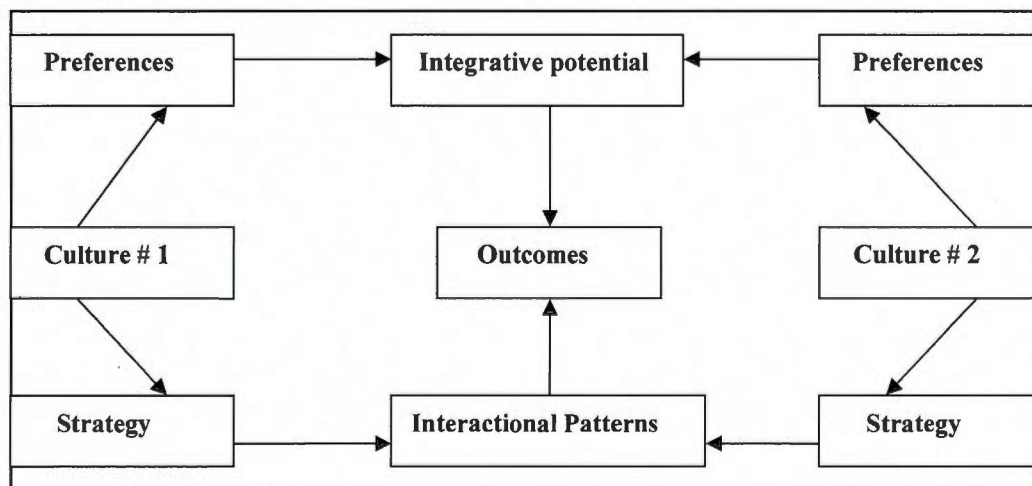 Preferences
Integrative potential
Preferences
Culture # 1
Outcomes
Culture # 2
Strategy
Interactional Patterns
Strategy